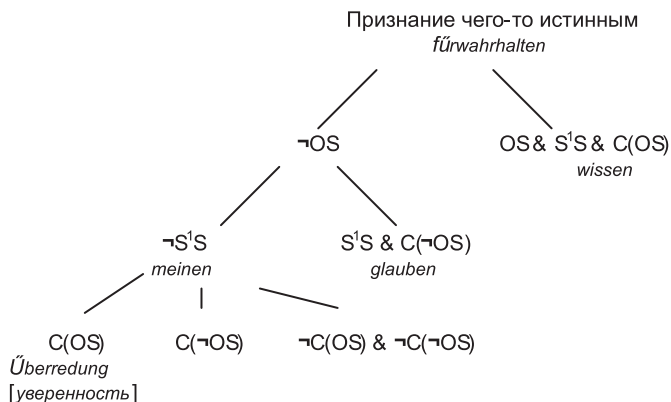 Признание чего-то истинным
fűrwahrhalten
¬OS
OS & S¹S & C(OS)
wissen
¬S¹S
meinen
S¹S & C(¬OS)
glauben
C(OS)
Űberredung
[уверенность]
C(¬OS)
¬C(OS) & ¬C(¬OS)